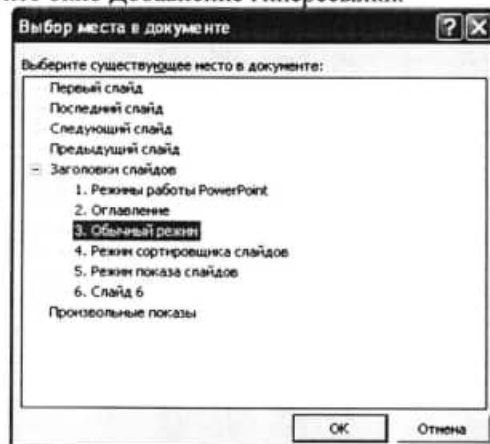 Выбор места в документе
Выберите существующее место в документе:
Первый слайд
Последний слайд
Следующий слайд
Предыдущий слайд
Заголовки слайдов
1. Режимы работы PowerPoint
2. Оглавление
3. Обычный режим
4. Режим сортировщика слайдов
5. Режим показа слайдов
6. Слайд 6
Произвольные показы
ОК Отмена